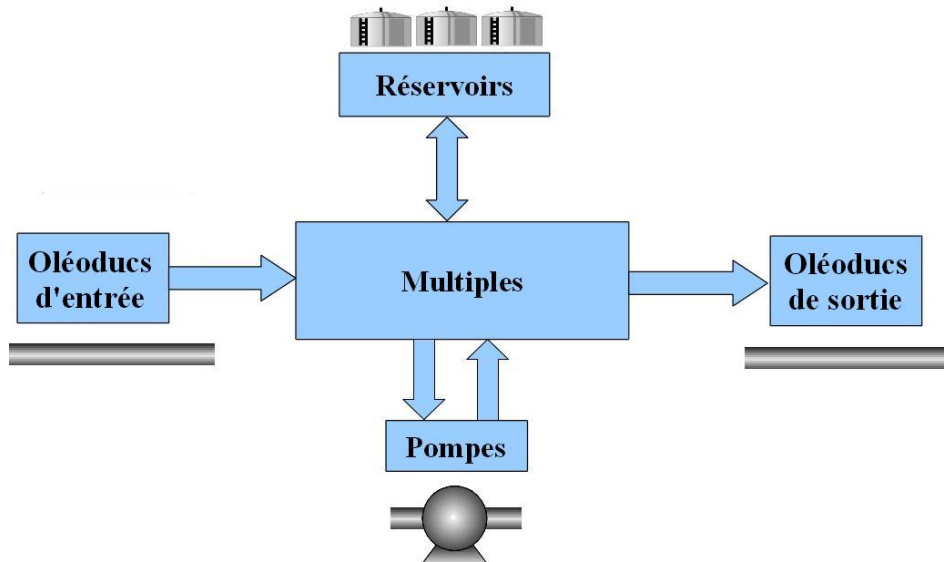 Réservoirs
Oléoducs
d'entrée
Multiples
Oléoducs
de sortie
Pompes